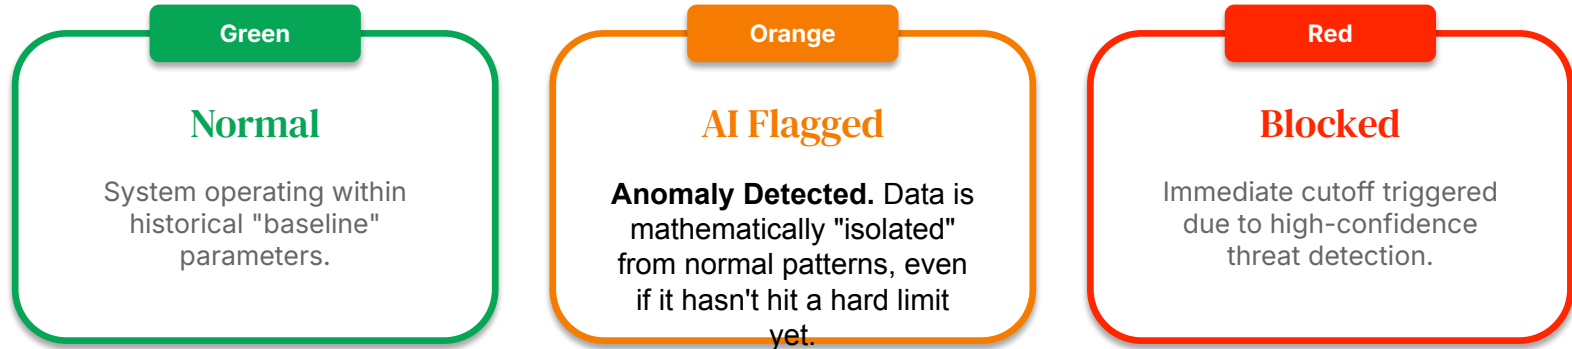 Green
Normal
System operating within
historical "baseline"
parameters.
Orange
AI Flagged
Anomaly Detected. Data is
mathematically "isolated"
from normal patterns, even
if it hasn't hit a hard limit
yet.
Red
Blocked
Immediate cutoff triggered
due to high-confidence
threat detection.